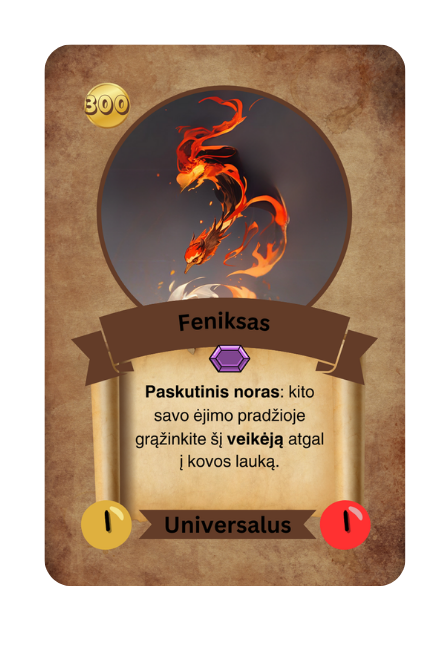 300
Feniksas
Paskutinis noras: kito
savo ėjimo pradžioje
grąžinkite šį veikėją atgal
į kovos lauką.
1 Universalus 1